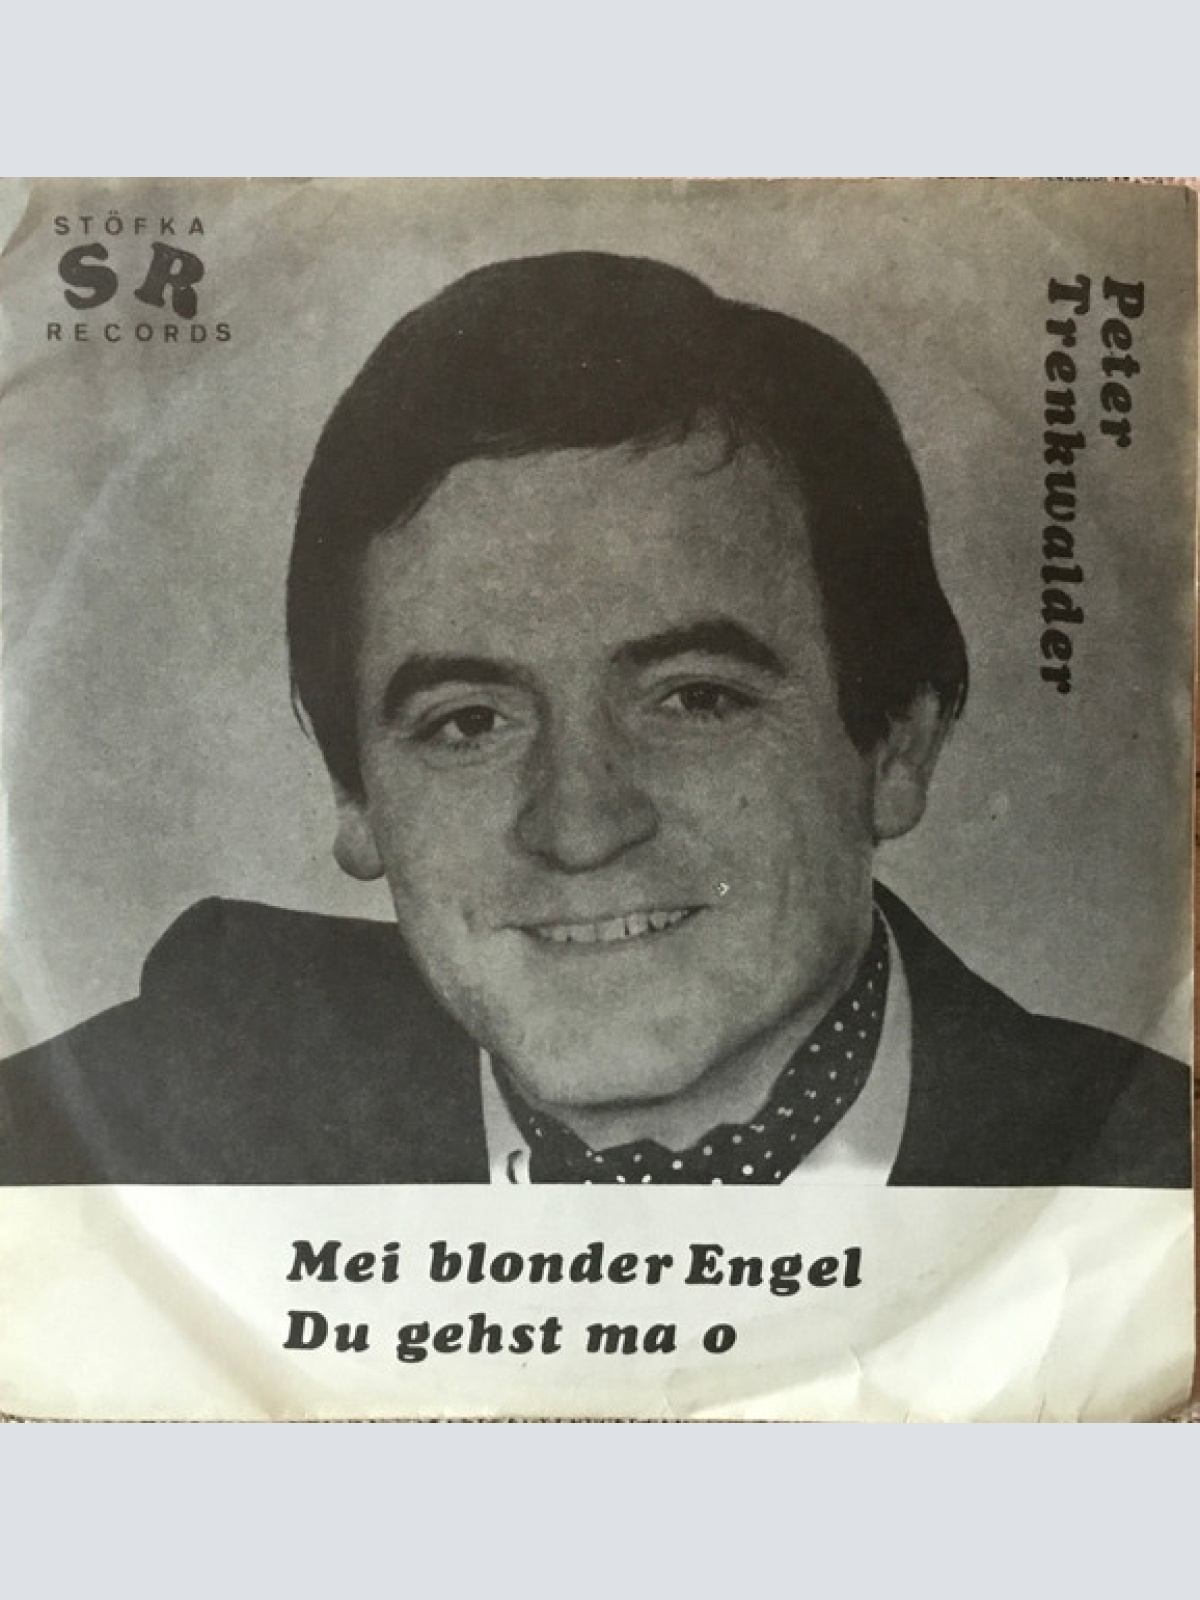 STÖFKA
SR
RECORDS
Peter
Trenkwalder
Mei blonder Engel
Du gehst ma o